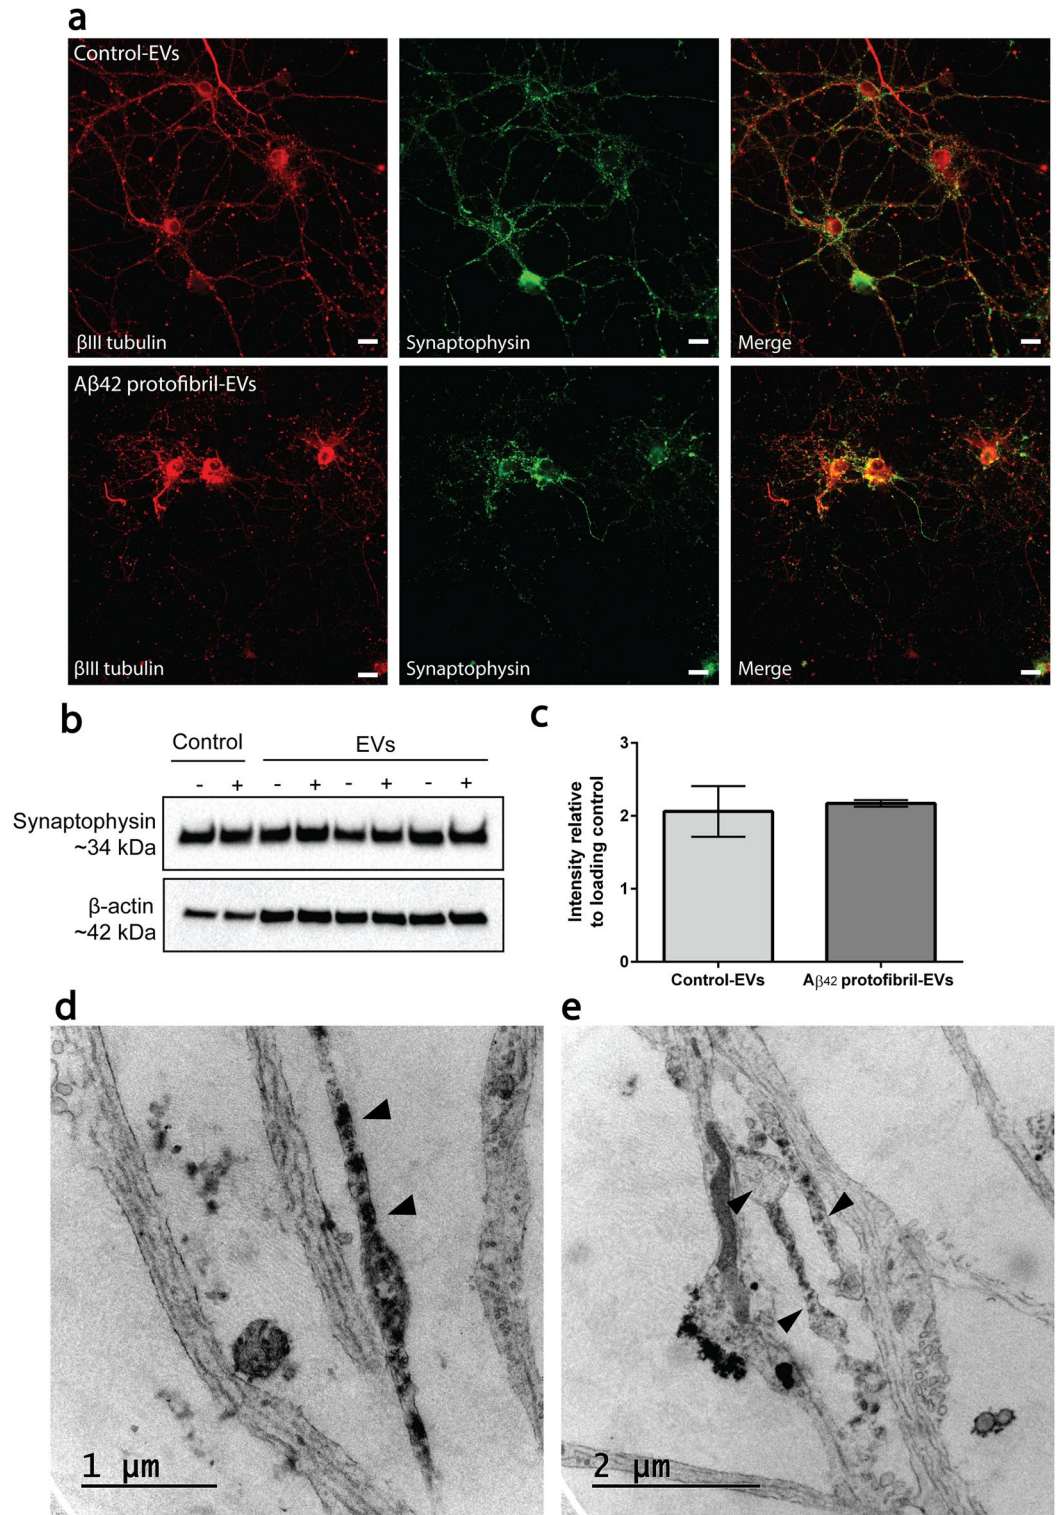 a
Control-EVs
βIII tubulin
Synaptophysin
Merge
Aβ42 protofibril-EVs
βIII tubulin
Synaptophysin
Merge
b
Control
EVs
- + - + - + - +
Synaptophysin
~34 kDa
β-actin
~42 kDa
c
Intensity relative
to loading control
3
2
1
0
Control-EVs
Aβ42 protofibril-EVs
d
1 μm
e
2 μm